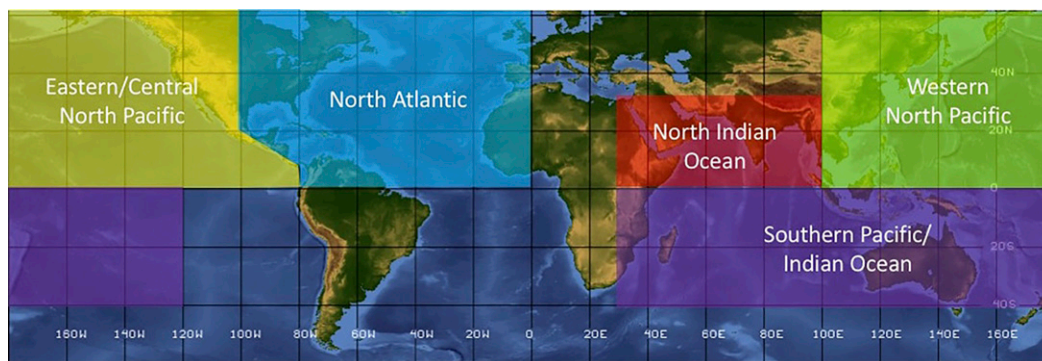 Eastern/Central
North Pacific
North Atlantic
Western
North Pacific
40N
North Indian
Ocean
20N
0
Southern Pacific/
Indian Ocean
20S
40S
160W 140W 120W 100W 80W 60W 40W 20W 0 20E 40E 60E 80E 100E 120E 140E 160E